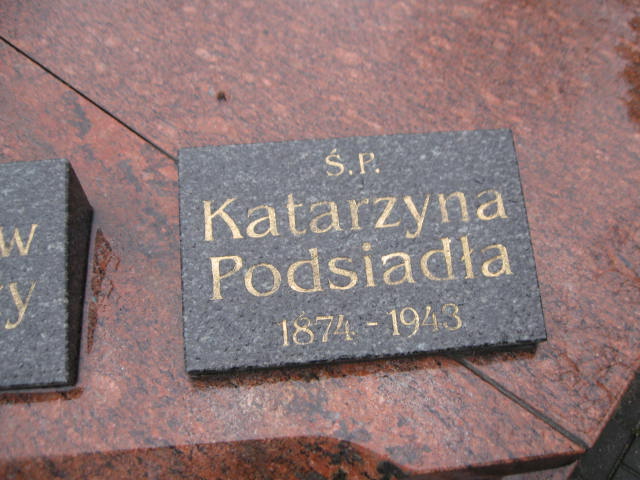 Ś.P.
Katarzyna
Podsiadła
1874 - 1943